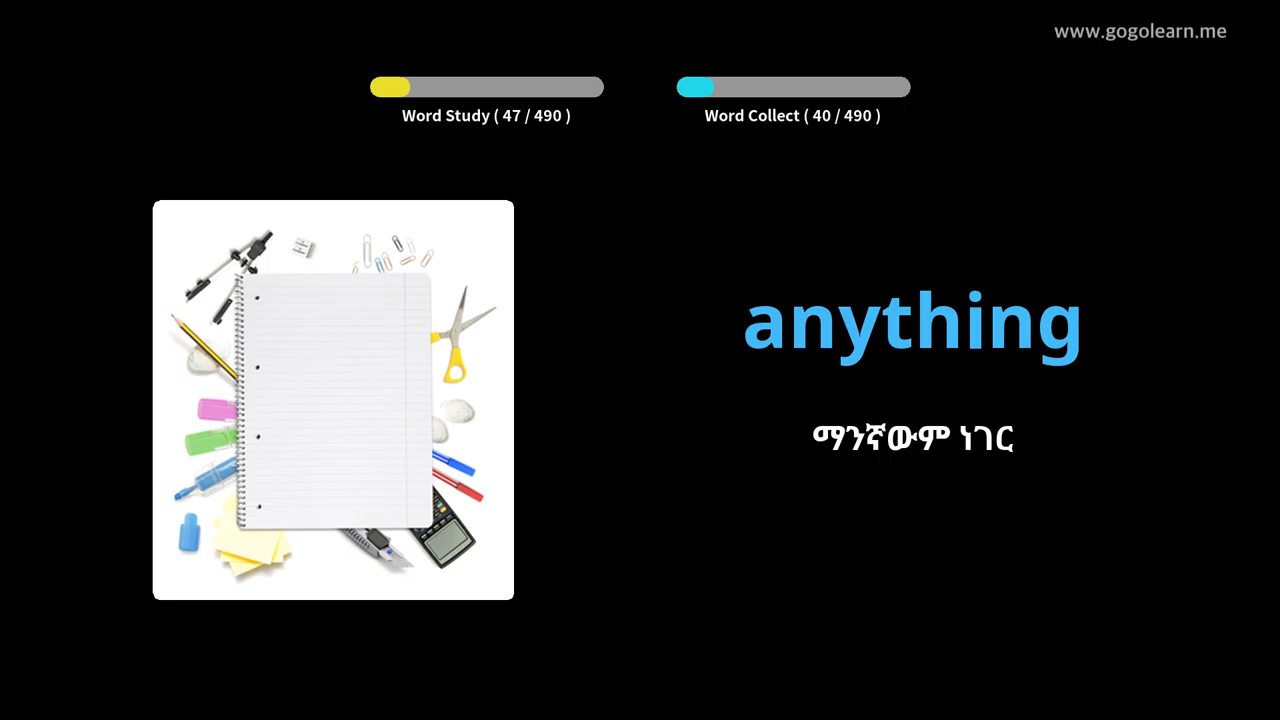 www.gogolearn.me
Word Study ( 47 / 490 )
Word Collect ( 40 / 490 )
anything
ማንኛውም ነገር